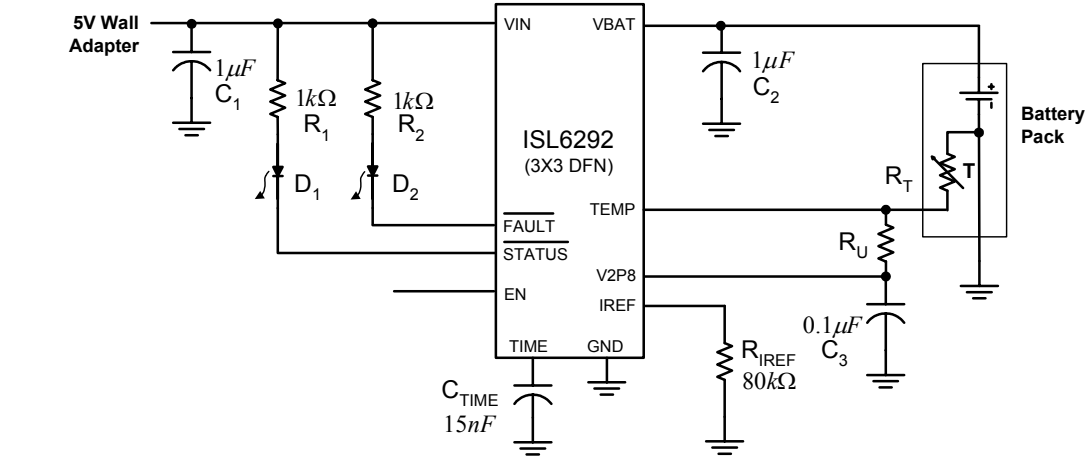 5V Wall
Adapter
VIN
VBAT
1μF
C1
1kΩ
R1
1kΩ
R2
1μF
C2
ISL6292
(3X3 DFN)
Battery
Pack
D1
D2
RT
T
TEMP
FAULT
RU
STATUS
V2P8
EN
IREF
TIME
GND
0.1μF
C3
RIREF
80kΩ
CTIME
15nF